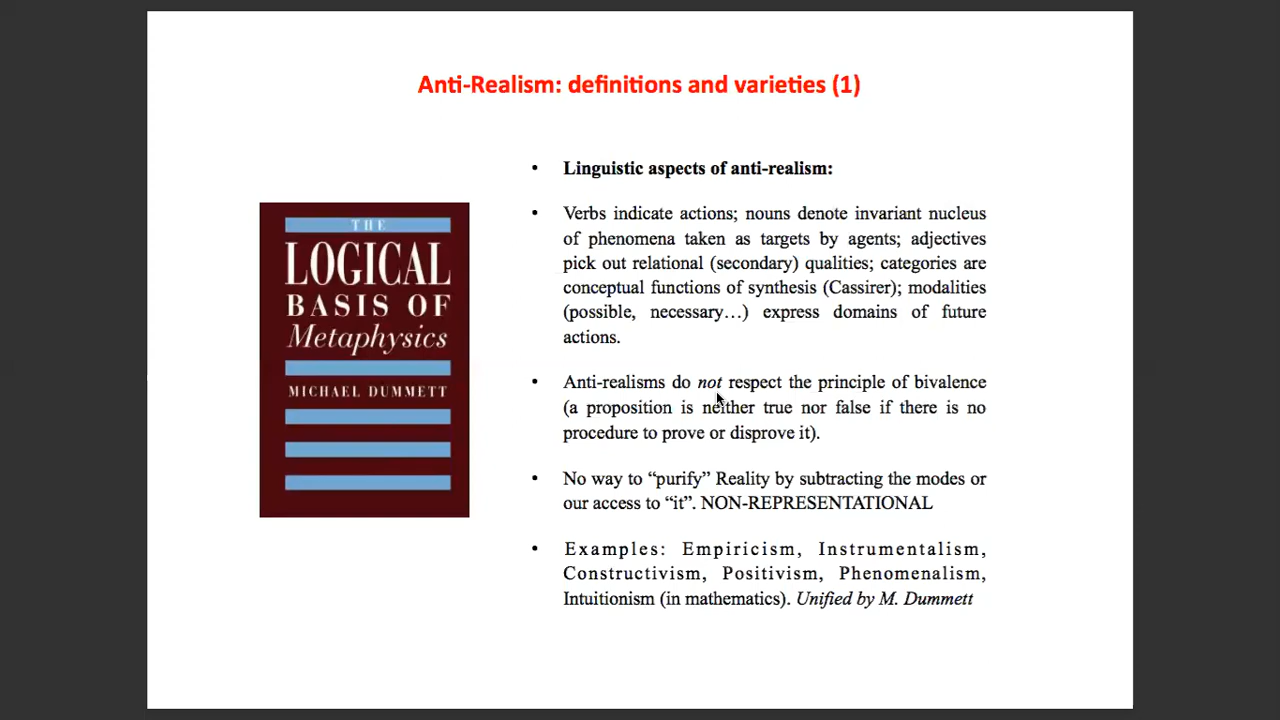 Anti-Realism: definitions and varieties (1)
THE
LOGICAL
BASIS OF
Metaphysics
MICHAEL DUMMETT
• Linguistic aspects of anti-realism:
• Verbs indicate actions; nouns denote invariant nucleus
of phenomena taken as targets by agents; adjectives
pick out relational (secondary) qualities; categories are
conceptual functions of synthesis (Cassirer); modalities
(possible, necessary…) express domains of future
actions.
• Anti-realisms do not respect the principle of bivalence
(a proposition is neither true nor false if there is no
procedure to prove or disprove it).
• No way to “purify” Reality by subtracting the modes or
our access to “it”. NON-REPRESENTATIONAL
• Examples: Empiricism, Instrumentalism,
Constructivism, Positivism, Phenomenalism,
Intuitionism (in mathematics). Unified by M. Dummett